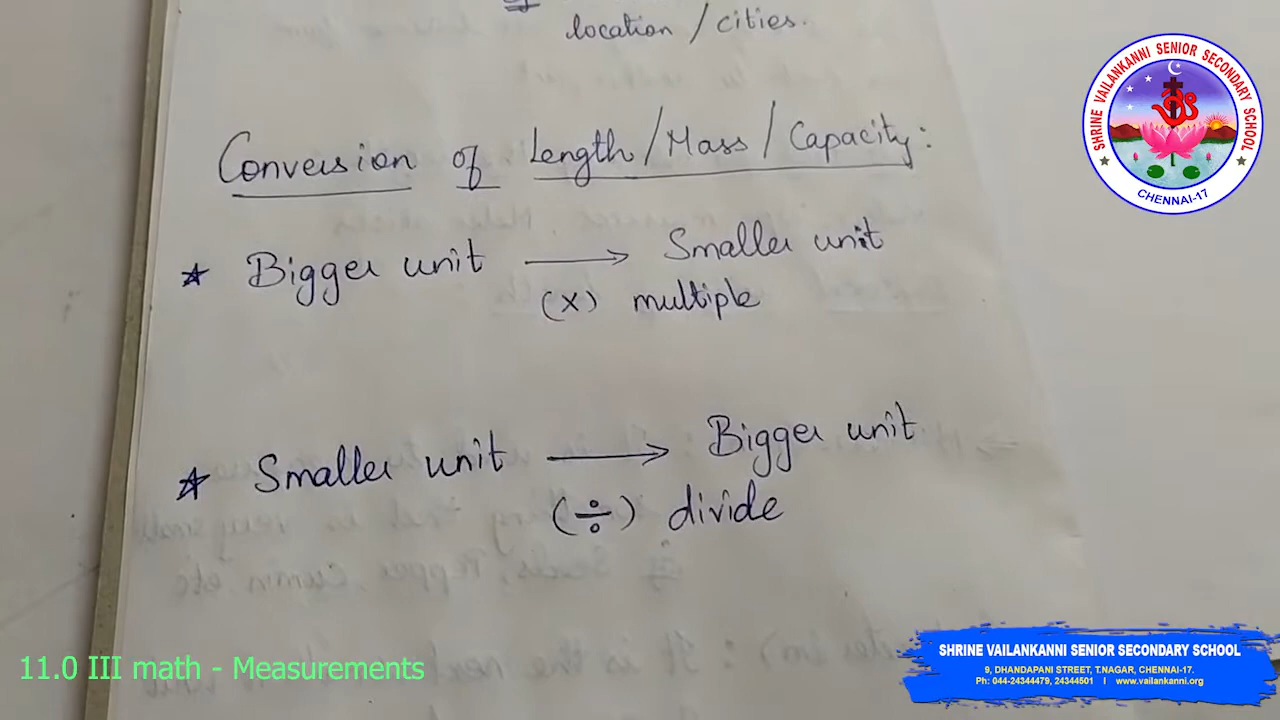 eg
location / cities.
Conversion of Length / Mass / Capacity :
* Bigger unit → Smaller unit
(×) multiple
* Smaller unit → Bigger unit
(÷) divide
SHRINE VAILANKANNI SENIOR SECONDARY SCHOOL
CHENNAI-17
11.0 III math - Measurements
SHRINE VAILANKANNI SENIOR SECONDARY SCHOOL
9, DHANDAPANI STREET, T.NAGAR, CHENNAI-17.
Ph: 044-24344479, 24344501 I www.vailankanni.org